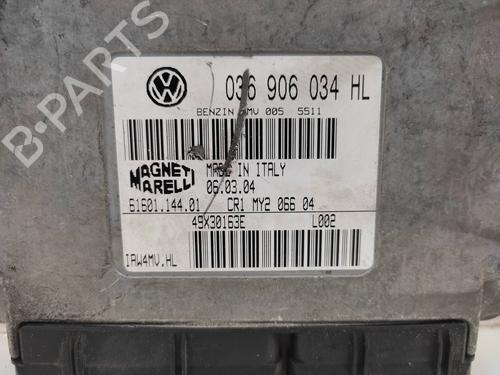 036 906 034 HL
BENZIN 4MV 005 5511
MADE IN ITALY
MAGNETI
MARELLI
06.03.04
61601.144.01 CR1 MY2 066 04
49X30163E L002
IAW4MV.HL
B-PARTS